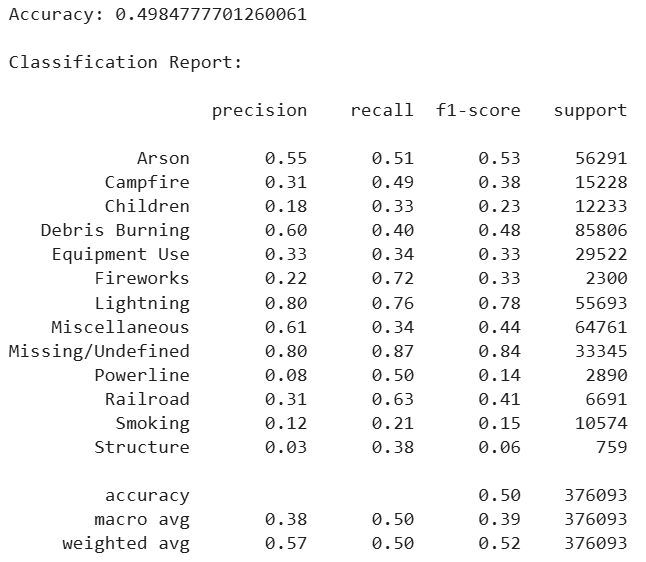 Accuracy: 0.4984777701260061
Classification Report:
precision recall f1-score support
Arson 0.55 0.51 0.53 56291
Campfire 0.31 0.49 0.38 15228
Children 0.18 0.33 0.23 12233
Debris Burning 0.60 0.40 0.48 85806
Equipment Use 0.33 0.34 0.33 29522
Fireworks 0.22 0.72 0.33 2300
Lightning 0.80 0.76 0.78 55693
Miscellaneous 0.61 0.34 0.44 64761
Missing/Undefined 0.80 0.87 0.84 33345
Powerline 0.08 0.50 0.14 2890
Railroad 0.31 0.63 0.41 6691
Smoking 0.12 0.21 0.15 10574
Structure 0.03 0.38 0.06 759
accuracy 0.50 376093
macro avg 0.38 0.50 0.39 376093
weighted avg 0.57 0.50 0.52 376093